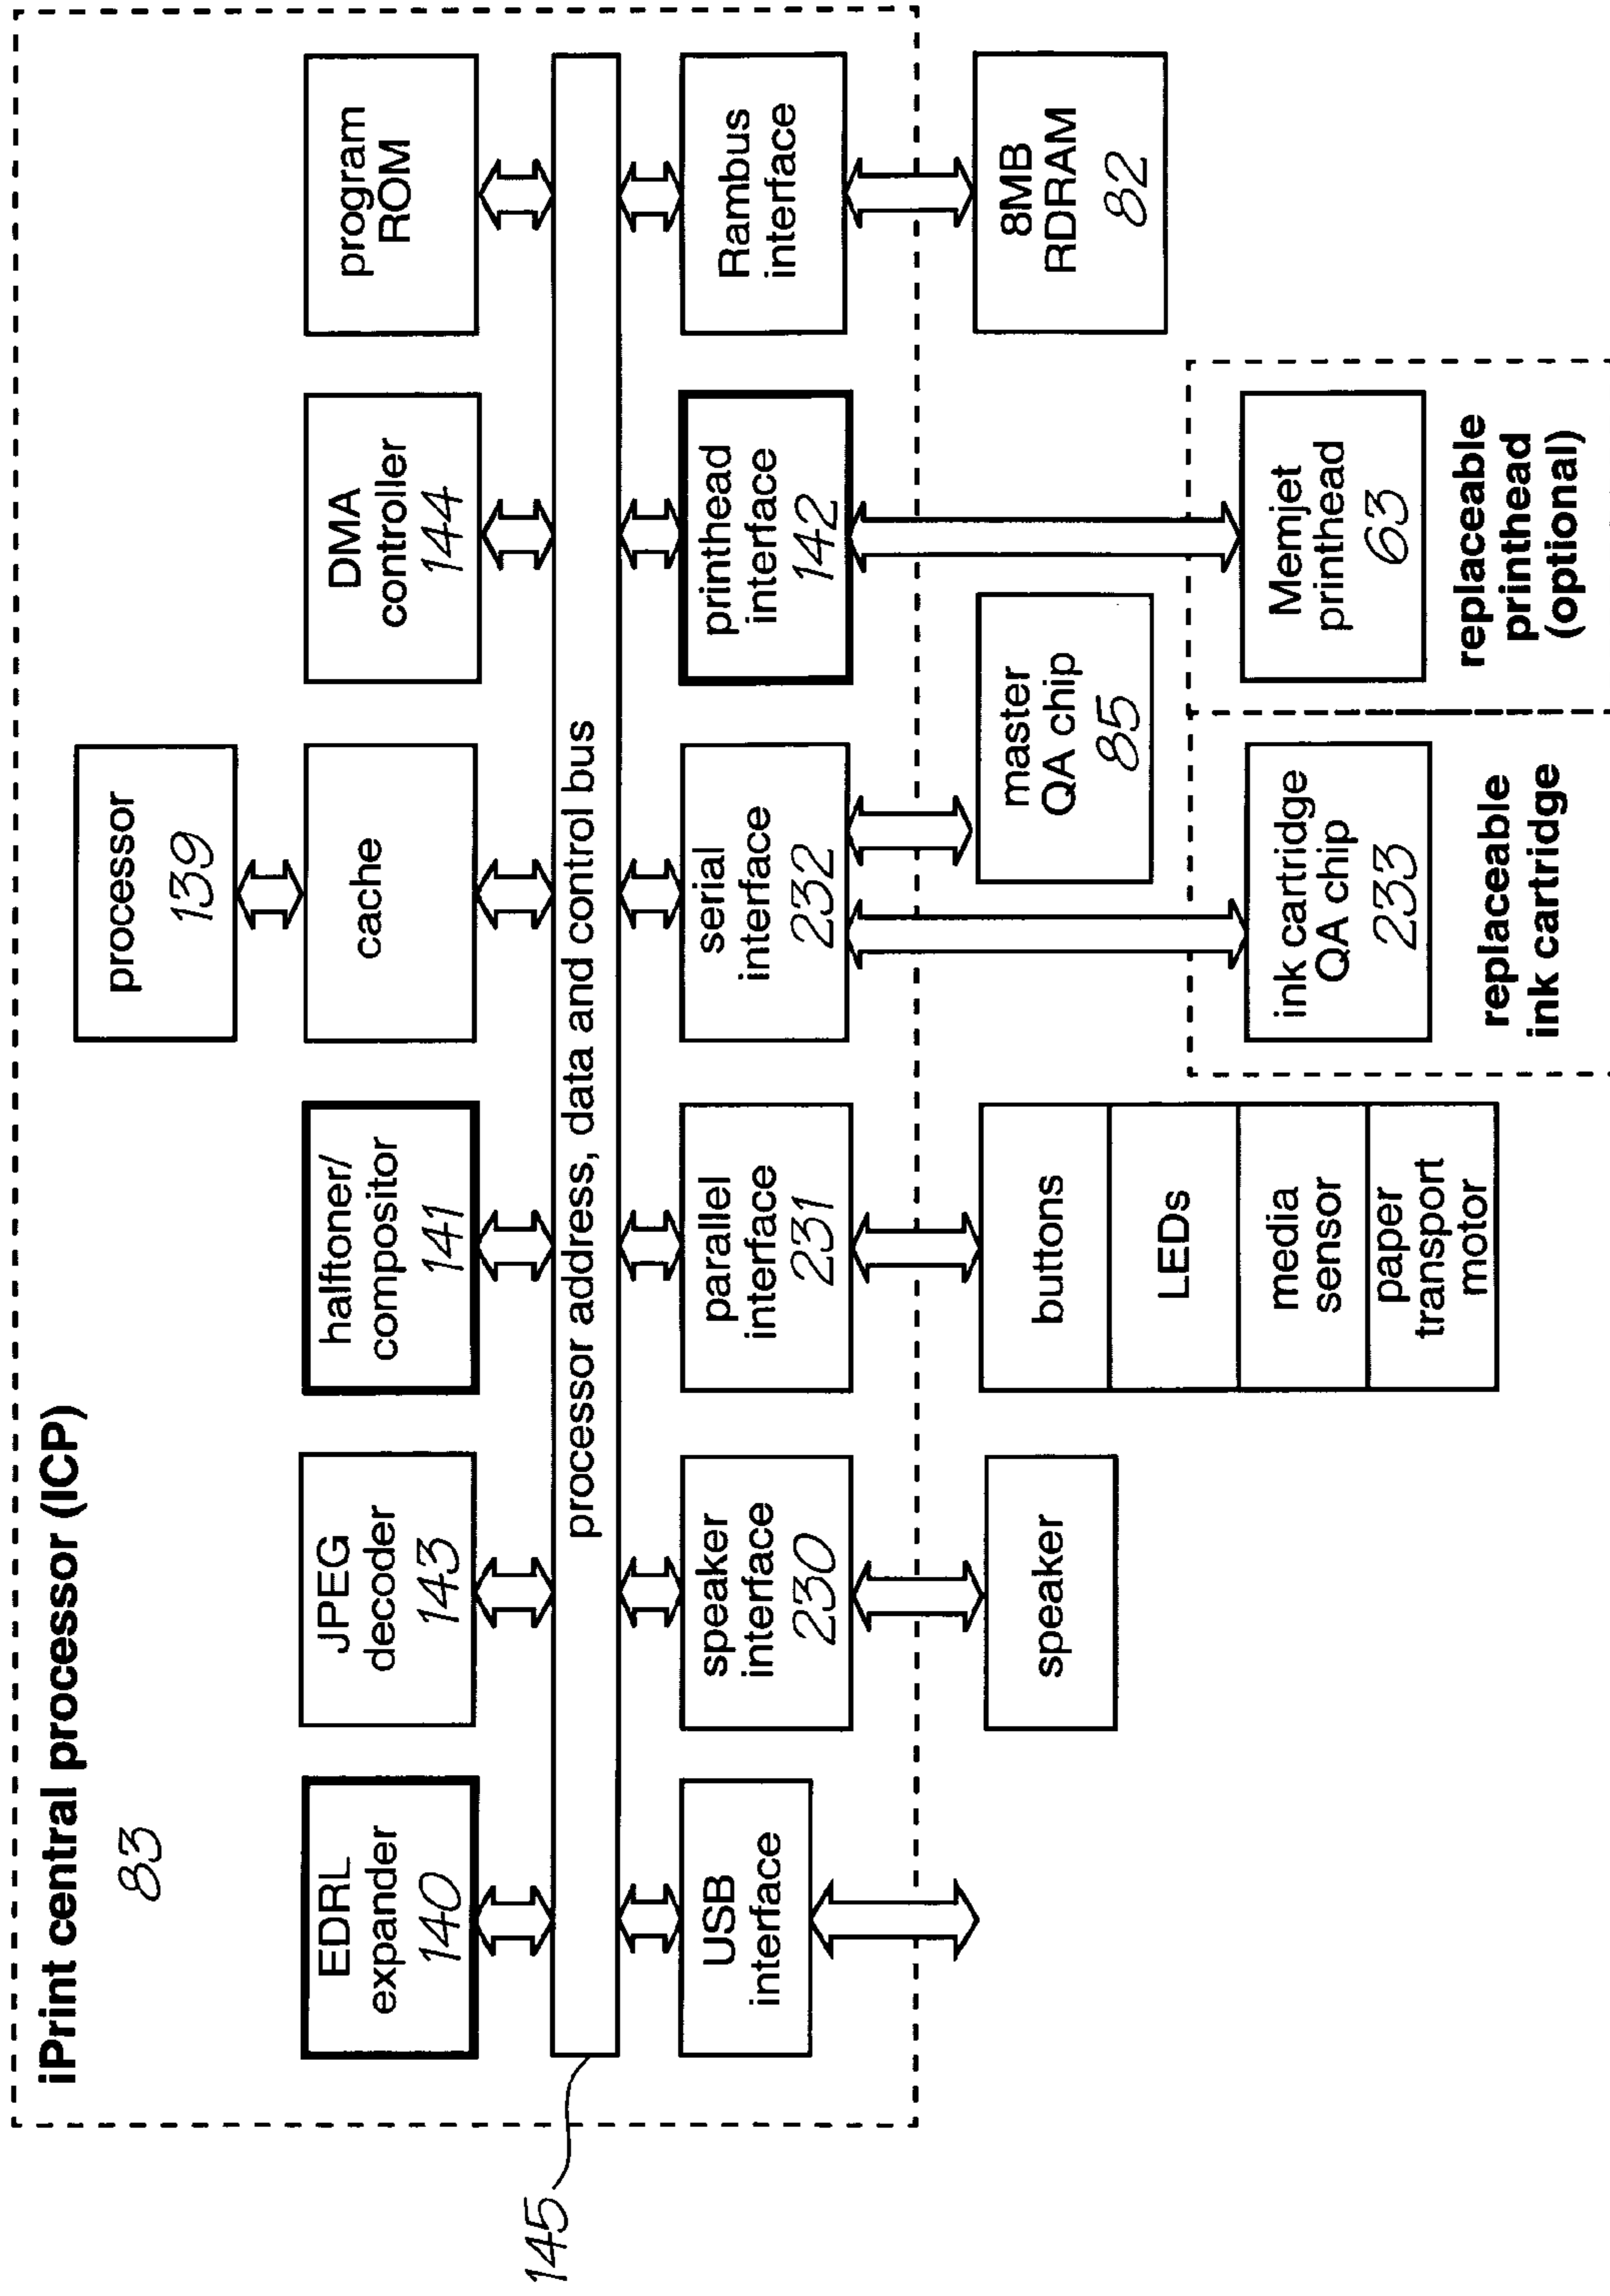 iPrint central processor (ICP)
83
processor
139
EDRL
expander
140
JPEG
decoder
143
halftoner/
compositor
141
cache
DMA
controller
144
program
ROM
145
processor address, data and control bus
USB
interface
speaker
interface
230
parallel
interface
231
serial
interface
232
printhead
interface
142
Rambus
interface
speaker
buttons
LEDs
media
sensor
paper
transport
motor
master
QA chip
85
8MB
RDRAM
82
ink cartridge
QA chip
233
replaceable
ink cartridge
Memjet
printhead
63
replaceable
printhead
(optional)